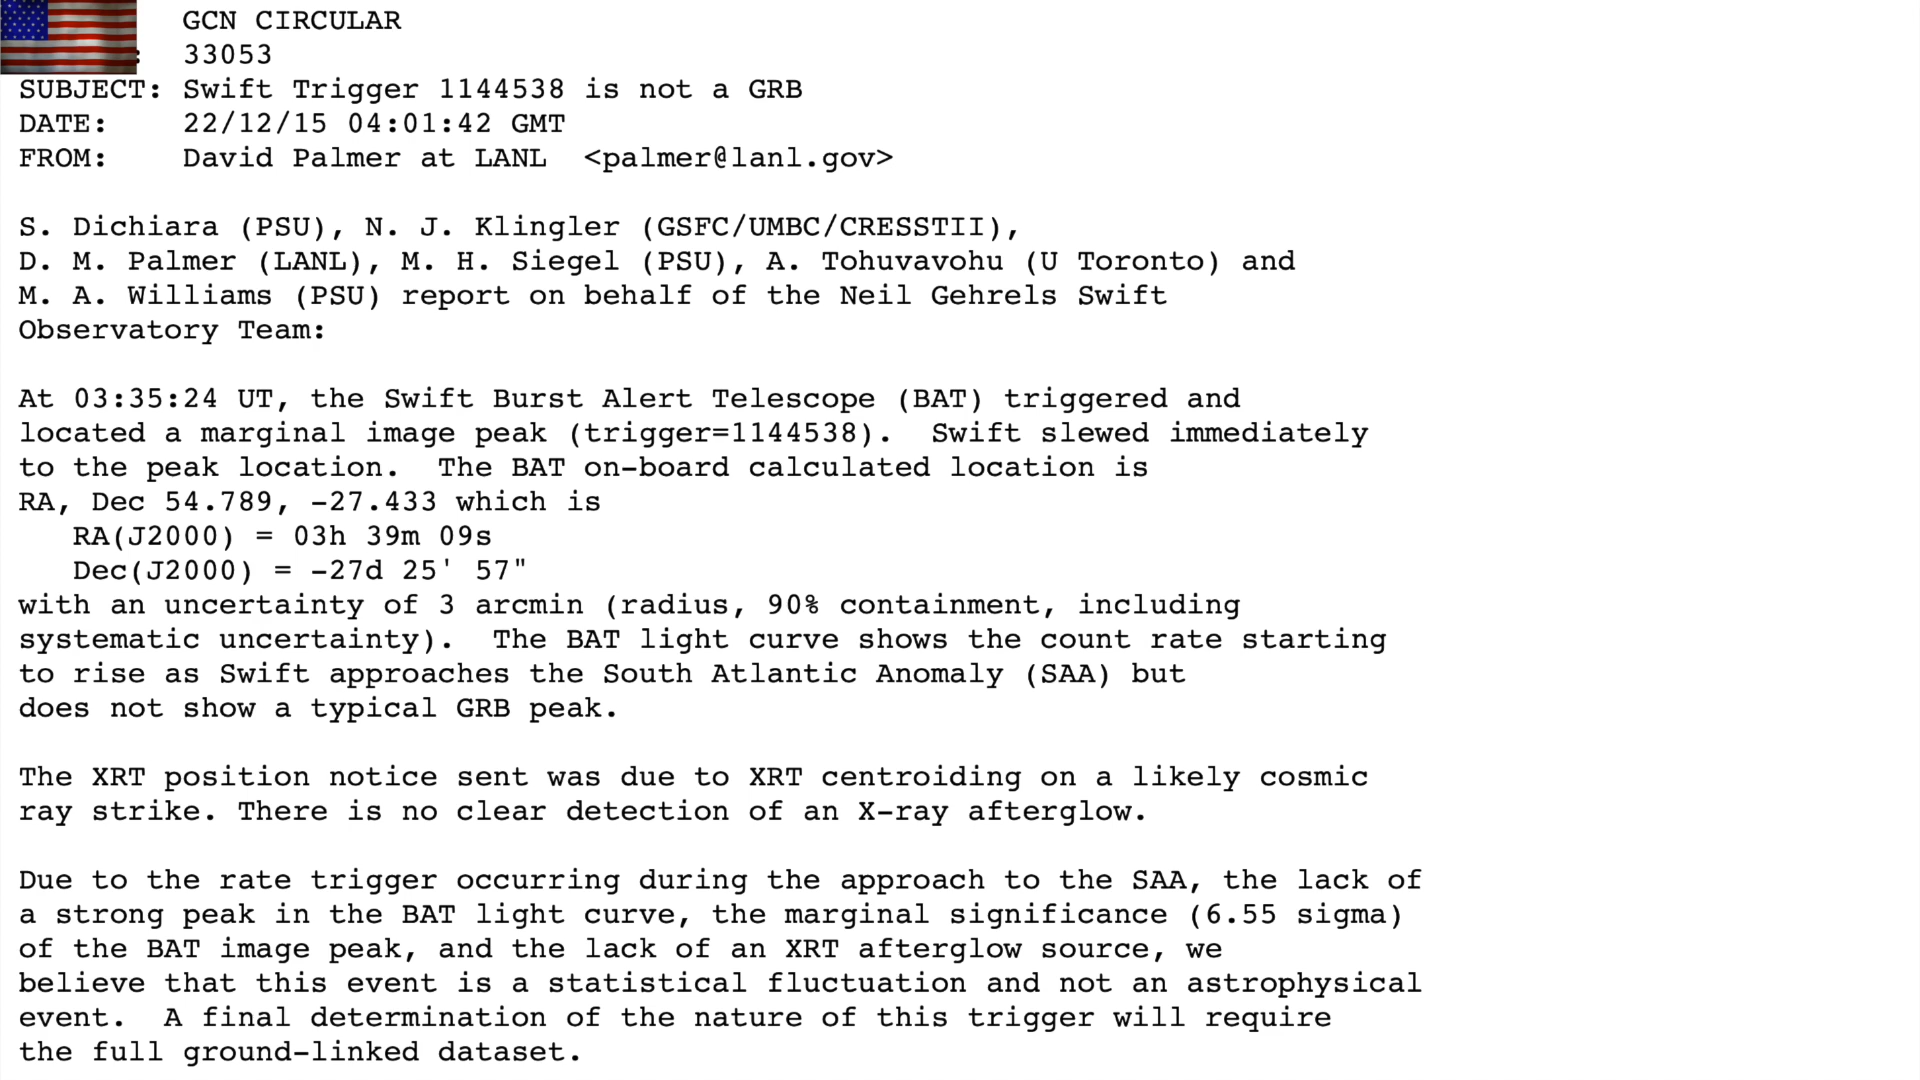 GCN CIRCULAR
: 33053
SUBJECT: Swift Trigger 1144538 is not a GRB
DATE: 22/12/15 04:01:42 GMT
FROM: David Palmer at LANL <palmer@lanl.gov>
S. Dichiara (PSU), N. J. Klingler (GSFC/UMBC/CRESSTII),
D. M. Palmer (LANL), M. H. Siegel (PSU), A. Tohuvavohu (U Toronto) and
M. A. Williams (PSU) report on behalf of the Neil Gehrels Swift
Observatory Team:
At 03:35:24 UT, the Swift Burst Alert Telescope (BAT) triggered and
located a marginal image peak (trigger=1144538). Swift slewed immediately
to the peak location. The BAT on-board calculated location is
RA, Dec 54.789, -27.433 which is
RA(J2000) = 03h 39m 09s
Dec(J2000) = -27d 25' 57"
with an uncertainty of 3 arcmin (radius, 90% containment, including
systematic uncertainty). The BAT light curve shows the count rate starting
to rise as Swift approaches the South Atlantic Anomaly (SAA) but
does not show a typical GRB peak.
The XRT position notice sent was due to XRT centroiding on a likely cosmic
ray strike. There is no clear detection of an X-ray afterglow.
Due to the rate trigger occurring during the approach to the SAA, the lack of
a strong peak in the BAT light curve, the marginal significance (6.55 sigma)
of the BAT image peak, and the lack of an XRT afterglow source, we
believe that this event is a statistical fluctuation and not an astrophysical
event. A final determination of the nature of this trigger will require
the full ground-linked dataset.